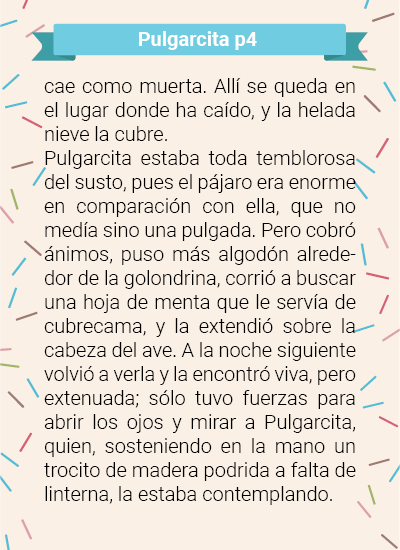 Pulgarcita p4
cae como muerta. Allí se queda en
el lugar donde ha caído, y la helada
nieve la cubre.
Pulgarcita estaba toda temblorosa
del susto, pues el pájaro era enorme
en comparación con ella, que no
medía sino una pulgada. Pero cobró
ánimos, puso más algodón alrede-
dor de la golondrina, corrió a buscar
una hoja de menta que le servía de
cubrecama, y la extendió sobre la
cabeza del ave. A la noche siguiente
volvió a verla y la encontró viva, pero
extenuada; sólo tuvo fuerzas para
abrir los ojos y mirar a Pulgarcita,
quien, sosteniendo en la mano un
trocito de madera podrida a falta de
linterna, la estaba contemplando.